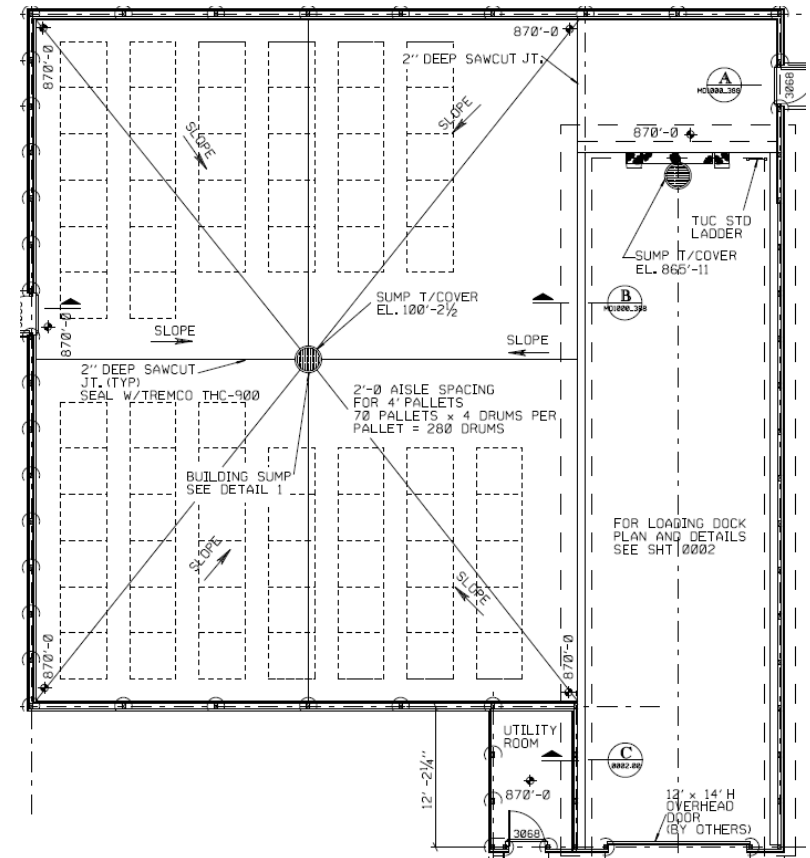 870'-0
870'-0
2" DEEP SAWCUT JT.
A
MO1000_388
3068
SLOPE
SLOPE
870'-0
TUC STD
LADDER
SUMP T/COVER
EL. 865'-11
B
MO1000_388
SUMP T/COVER
EL. 100'-2½
870'-0
SLOPE
SLOPE
2" DEEP SAWCUT
JT. (TYP)
SEAL W/TREMCO THC-900
2'-0 AISLE SPACING
FOR 4' PALLETS
70 PALLETS x 4 DRUMS PER
PALLET = 280 DRUMS
BUILDING SUMP
SEE DETAIL 1
FOR LOADING DOCK
PLAN AND DETAILS
SEE SHT 0002
SLOPE
SLOPE
870'-0
870'-0
UTILITY
ROOM
C
0002.00
12'-2¼"
870'-0
3068
12' x 14' H
OVERHEAD
DOOR
(BY OTHERS)